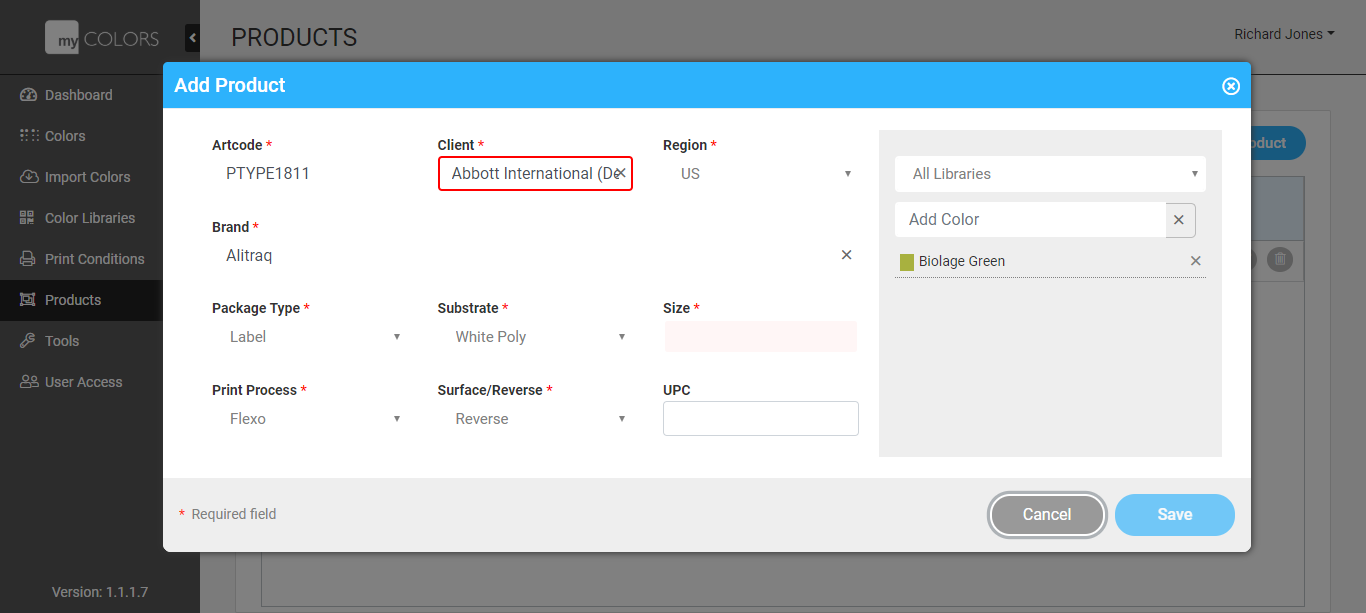 my COLORS
PRODUCTS
Richard Jones
Dashboard
Colors
Import Colors
Color Libraries
Print Conditions
Products
Tools
User Access
Version: 1.1.1.7
Add Product
Artcode *
PTYPE1811
Client *
Abbott International (De
Region *
US
Brand *
Alitraq
Package Type *
Label
Substrate *
White Poly
Size *
Print Process *
Flexo
Surface/Reverse *
Reverse
UPC
All Libraries
Add Color
Biolage Green
oduct
* Required field
Cancel
Save